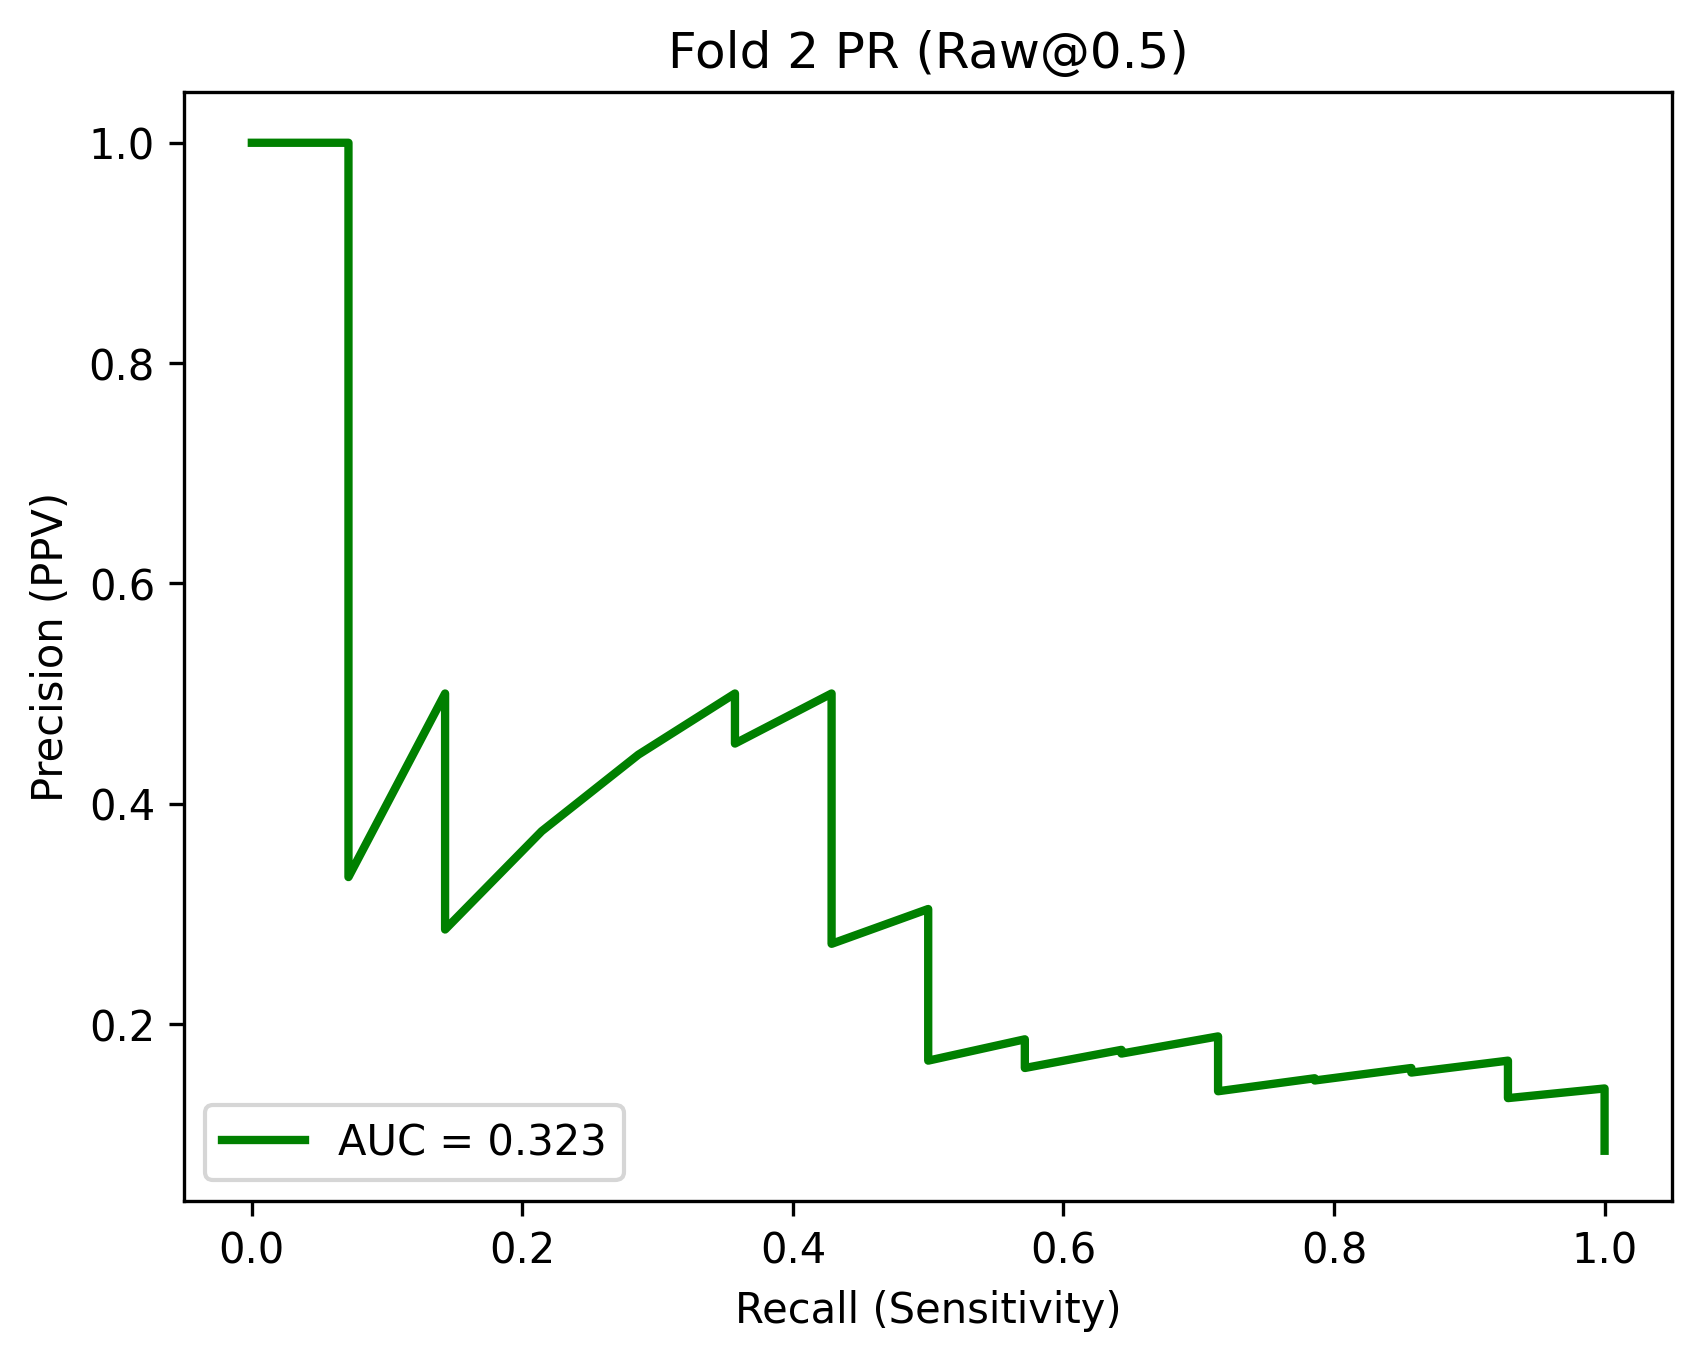 Fold 2 PR (Raw@0.5)
Precision (PPV)
1.0
0.8
0.6
0.4
0.2
AUC = 0.323
0.0 0.2 0.4 0.6 0.8 1.0
Recall (Sensitivity)